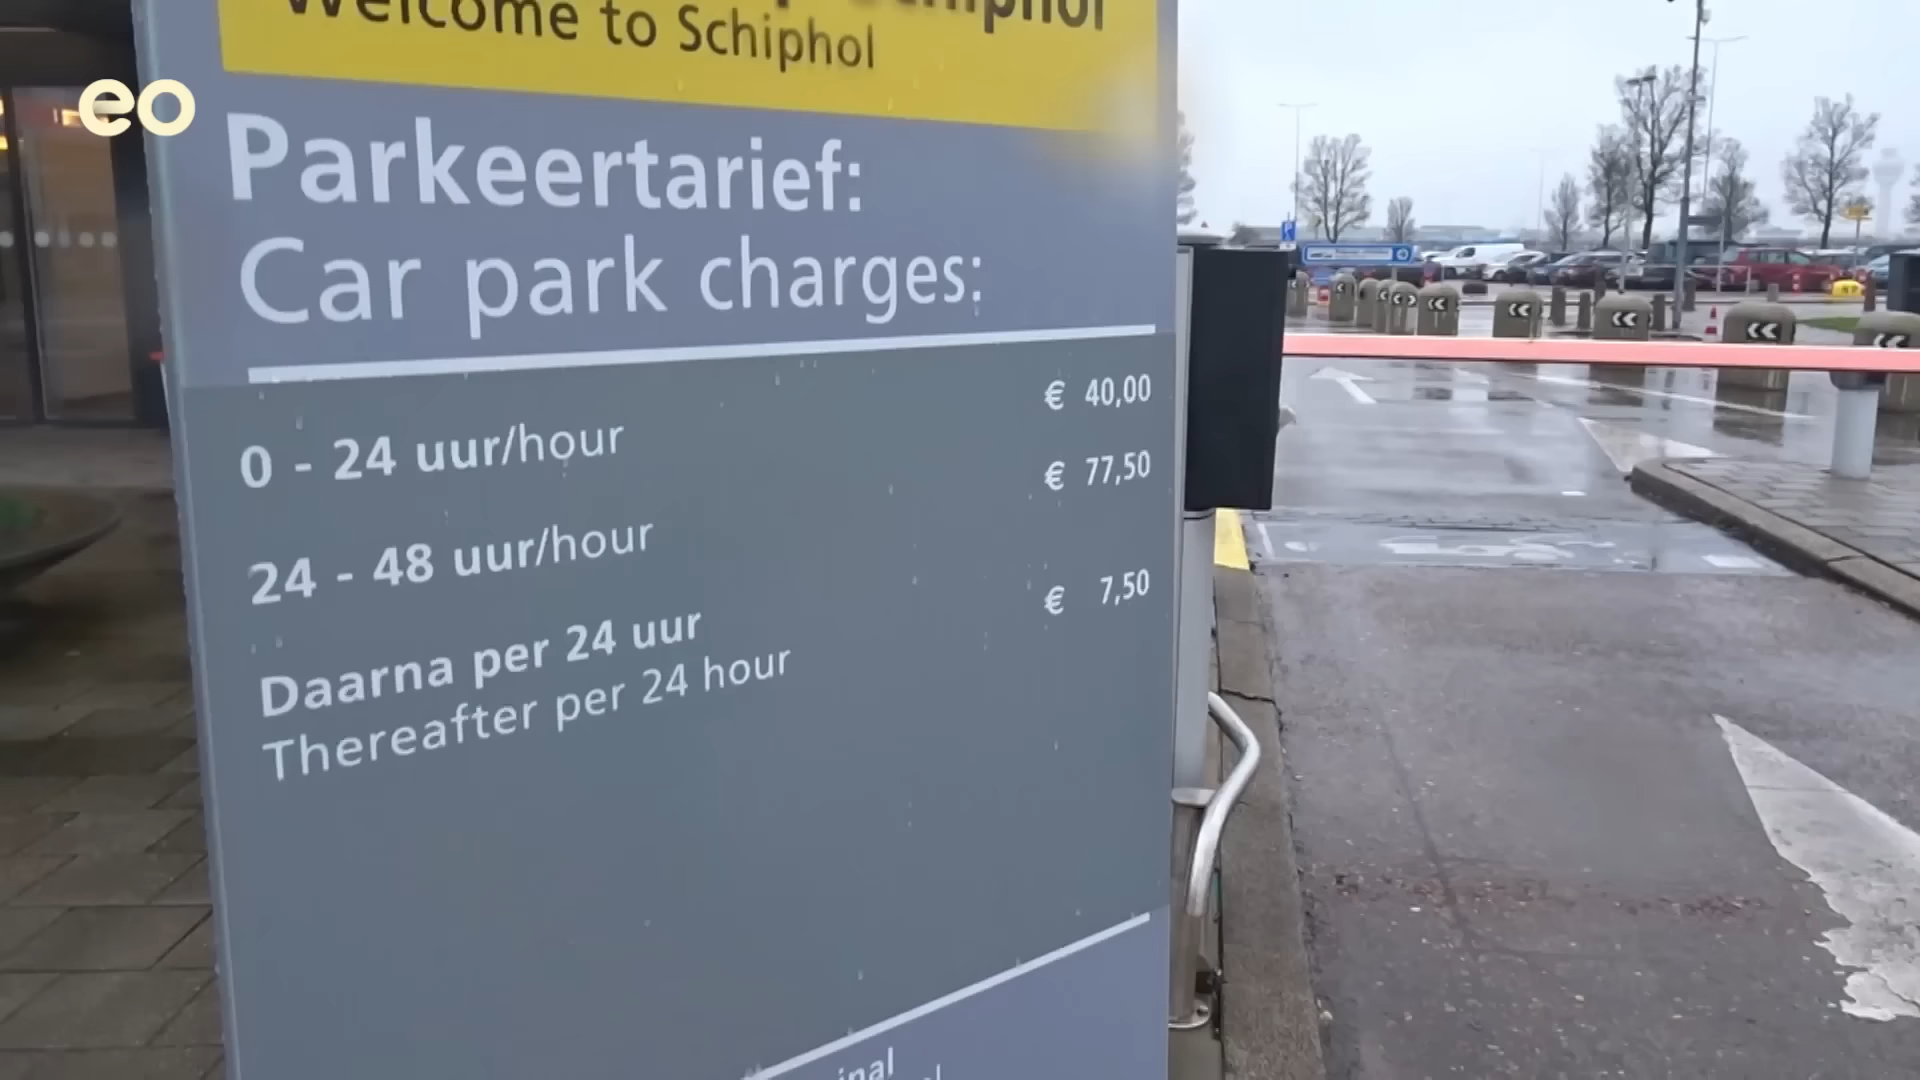 Welcome to Schiphol
eo
Parkeertarief:
Car park charges:
0 - 24 uur/hour € 40,00
24 - 48 uur/hour € 77,50
Daarna per 24 uur € 7,50
Thereafter per 24 hour